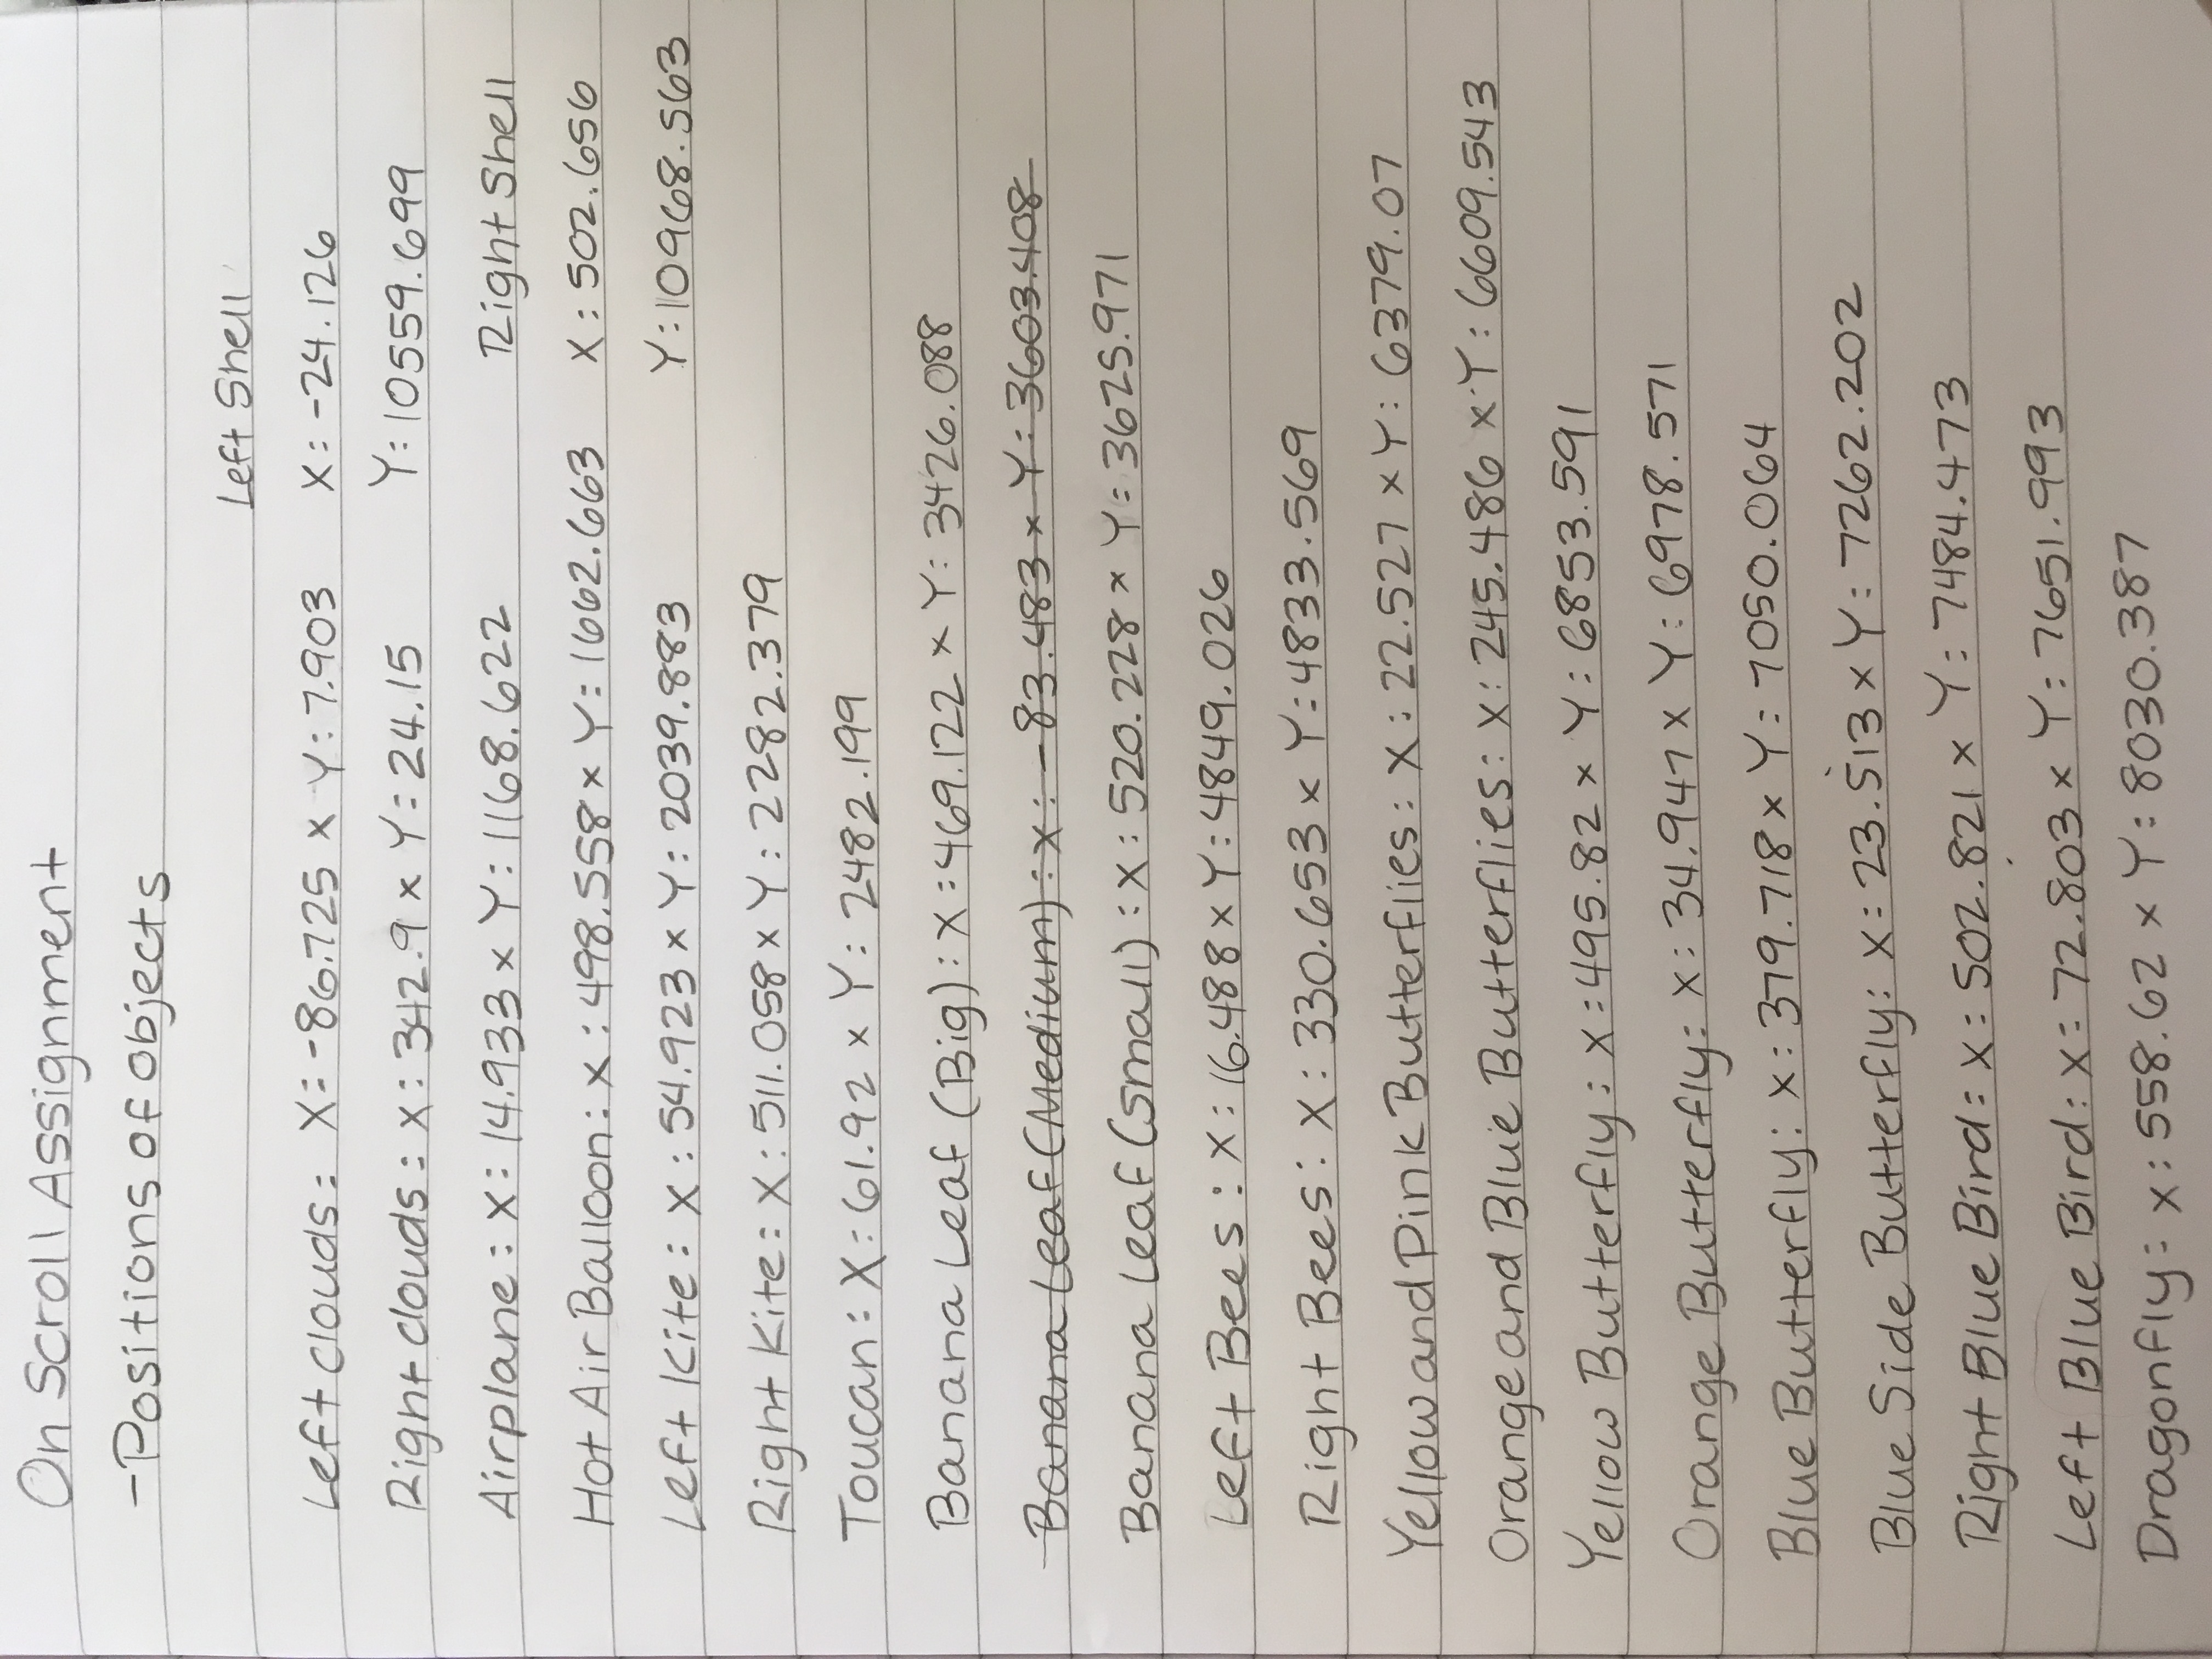 On Scroll Assignment
-Positions of objects
Left Shell
Left clouds: X: -86.725 x Y: 7.903
X: -24.126
Right clouds: X: 342.9 x Y: 24.15
Y: 10559.699
Airplane: X: 14.933 x Y: 1168.622
Right Shell
Hot Air Balloon: X: 498.558 x Y: 1662.663
X: 502.656
Left Kite: X: 54.923 x Y: 2039.883
Y: 10968.563
Right Kite: X: 511.058 x Y: 2282.379
Toucan: X: 61.92 x Y: 2482.199
Banana Leaf (Big): X: 469.122 x Y: 3426.088
Banana Leaf (Medium): X: -83.483 x Y: 3603.408
Banana Leaf (Small): X: 520.228 x Y: 3625.971
Left Bees: X: 16.488 x Y: 4849.026
Right Bees: X: 330.653 x Y: 4833.569
Yellow and Pink Butterflies: X: 22.527 x Y: 6379.07
Orange and Blue Butterflies: X: 245.486 x Y: 6609.543
Yellow Butterfly: X: 495.82 x Y: 6853.591
Orange Butterfly: X: 34.947 x Y: 6978.571
Blue Butterfly: X: 379.718 x Y: 7050.064
Blue Side Butterfly: X: 23.513 x Y: 7262.202
Right Blue Bird: X: 502.821 x Y: 7484.473
Left Blue Bird: X: 72.803 x Y: 7651.993
Dragonfly: X: 558.62 x Y: 8030.387